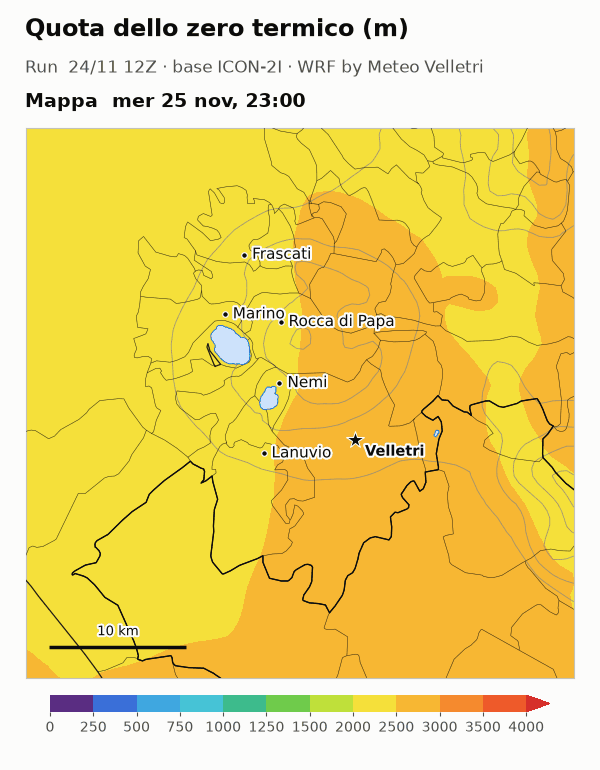 Quota dello zero termico (m)
Run  24/11 12Z · base ICON-2I · WRF by Meteo Velletri
Mappa  mer 25 nov, 23:00
Frascati
Marino
Rocca di Papa
Nemi
Velletri
Lanuvio
10 km
0 250 500 750 1000 1250 1500 2000 2500 3000 3500 4000